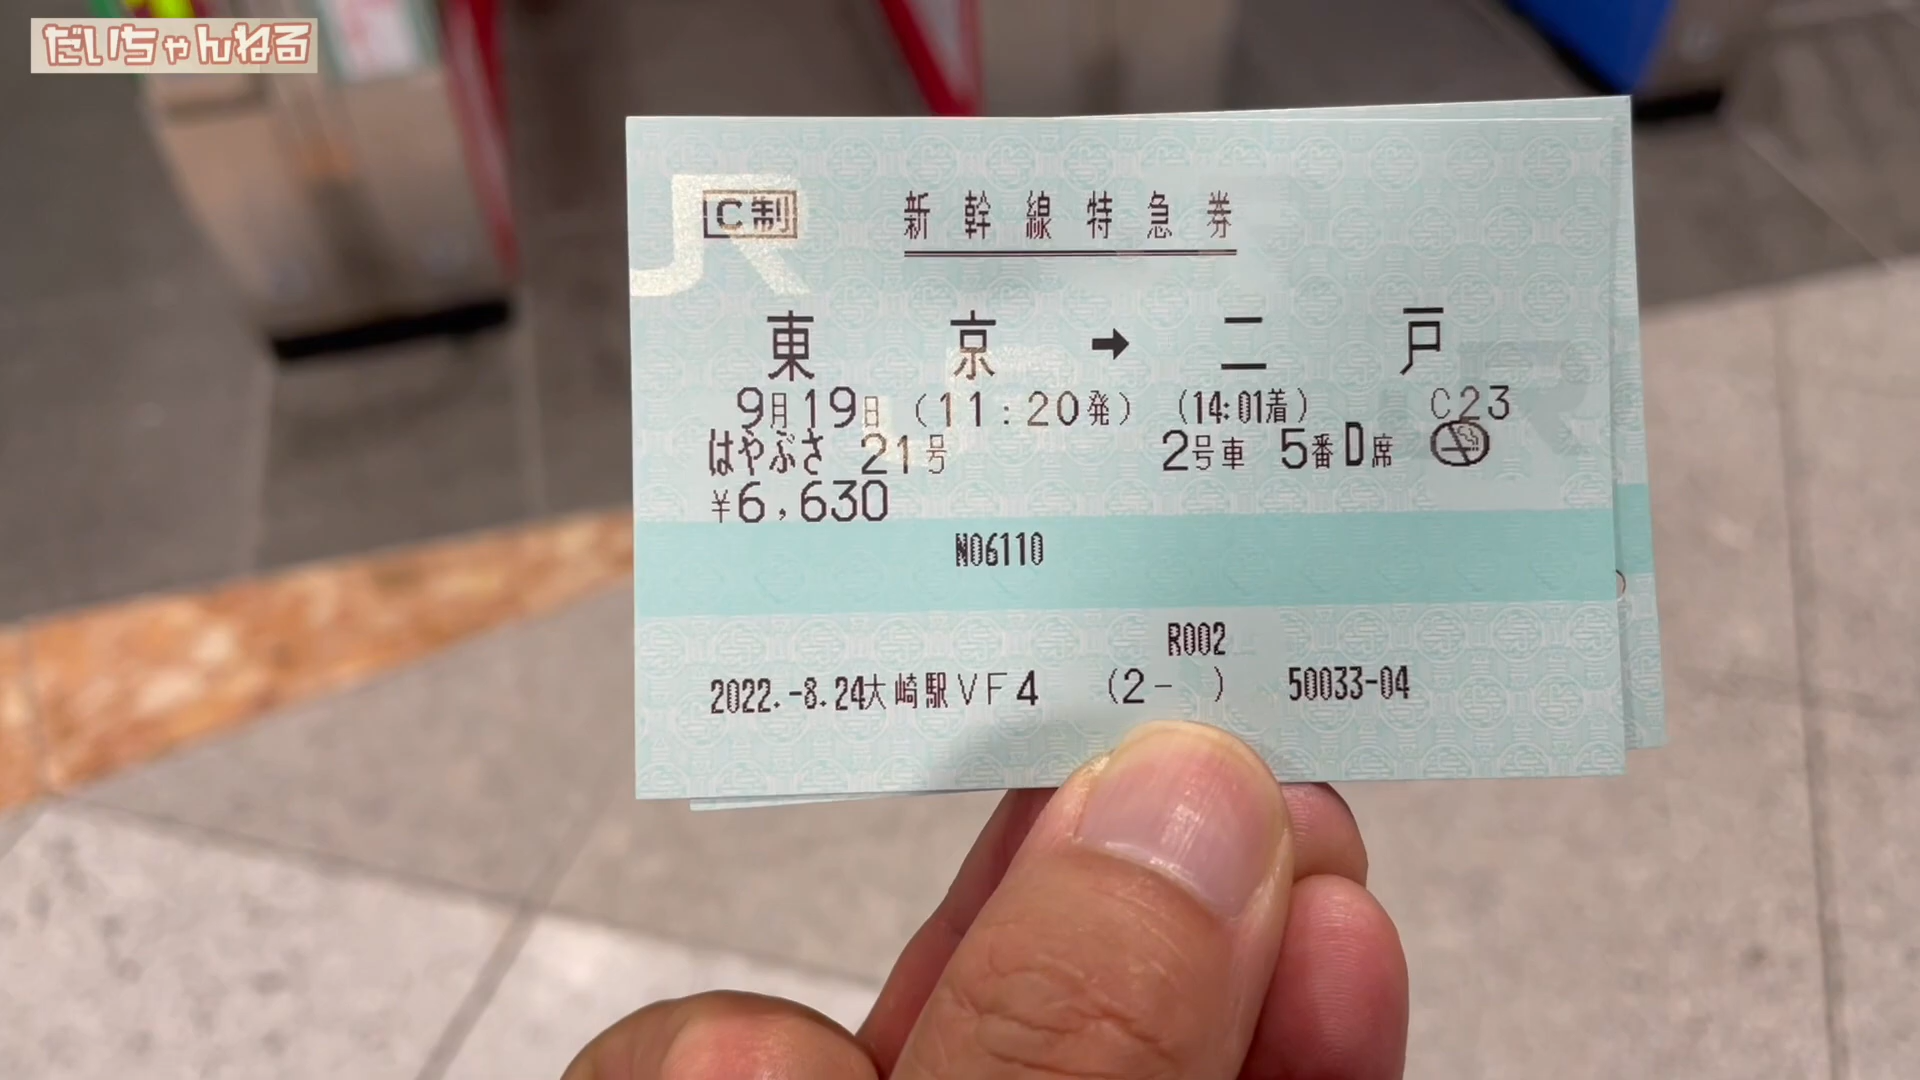 だいちゃんねる
JR
C制 新幹線特急券
東京 → 二戸
9月19日 (11:20発) (14:01着) C23
はやぶさ 21号 2号車 5番D席
¥6,630
N06110
R002
2022.-8.24大崎駅VF4 (2- ) 50033-04